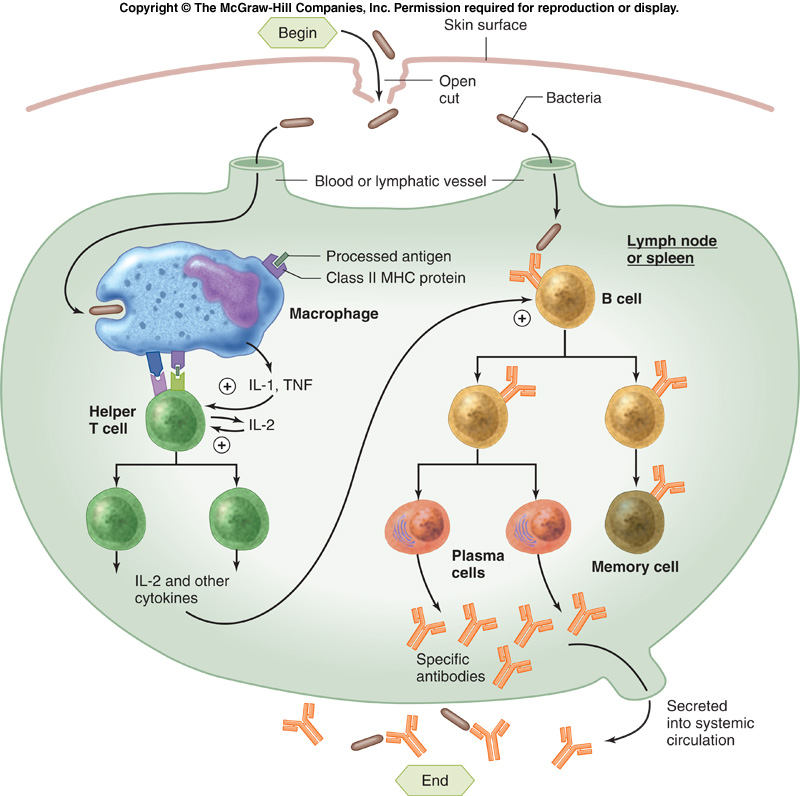 Copyright © The McGraw-Hill Companies, Inc. Permission required for reproduction or display.
Begin
Skin surface
Open
cut
Bacteria
Blood or lymphatic vessel
Lymph node
or spleen
Processed antigen
Class II MHC protein
Macrophage
B cell
+
+ IL-1, TNF
Helper
T cell
IL-2
+
IL-2 and other
cytokines
Plasma
cells
Memory cell
Specific
antibodies
Secreted
into systemic
circulation
End